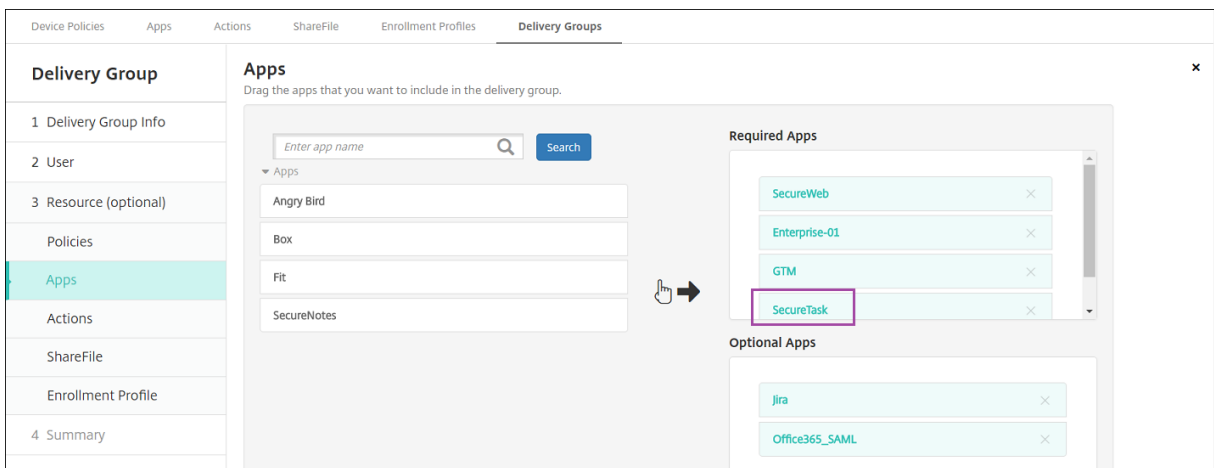 Device Policies Apps Actions ShareFile Enrollment Profiles Delivery Groups
Delivery Group
1 Delivery Group Info
2 User
3 Resource (optional)
Policies
Apps
Actions
ShareFile
Enrollment Profile
4 Summary
Apps
Drag the apps that you want to include in the delivery group.
Enter app name Search
Apps
Angry Bird
Box
Fit
SecureNotes
Required Apps
SecureWeb
Enterprise-01
GTM
SecureTask
Optional Apps
Jira
Office365_SAML